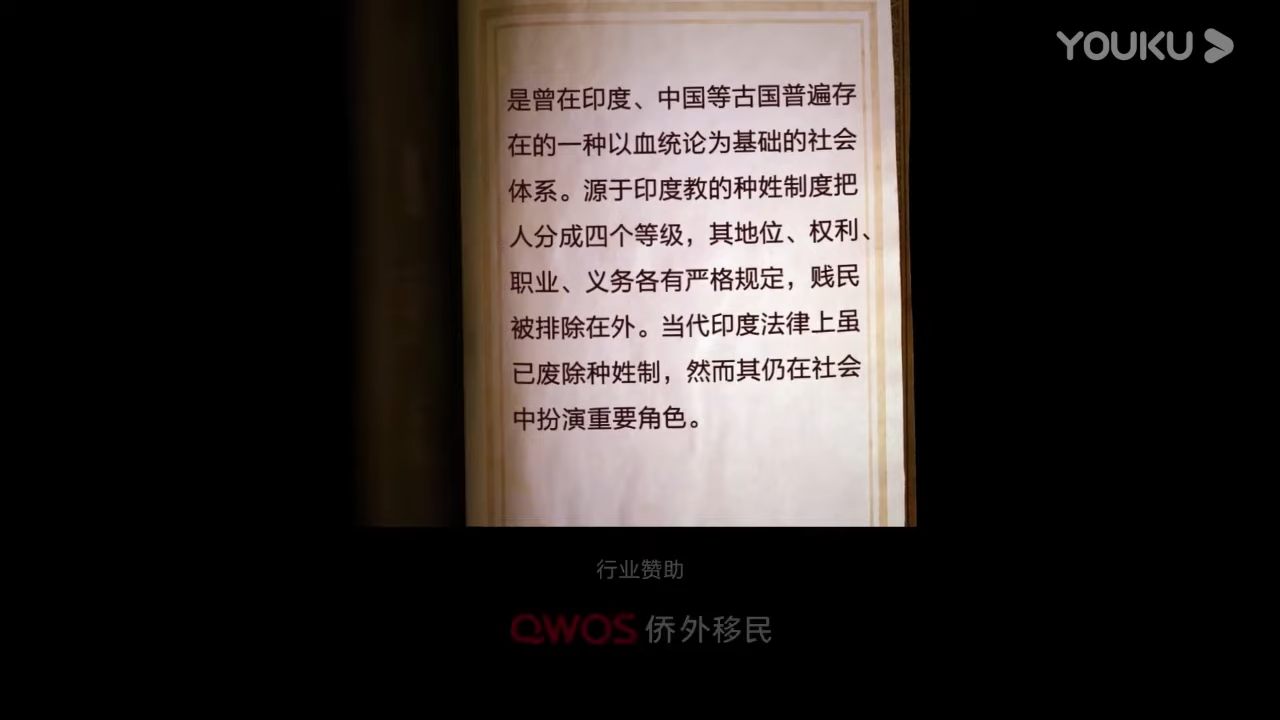 YOUKU
是曾在印度、中国等古国普遍存
在的一种以血统论为基础的社会
体系。源于印度教的种姓制度把
人分成四个等级，其地位、权利、
职业、义务各有严格规定，贱民
被排除在外。当代印度法律上虽
已废除种姓制，然而其仍在社会
中扮演重要角色。
行业赞助
QWOS 侨外移民